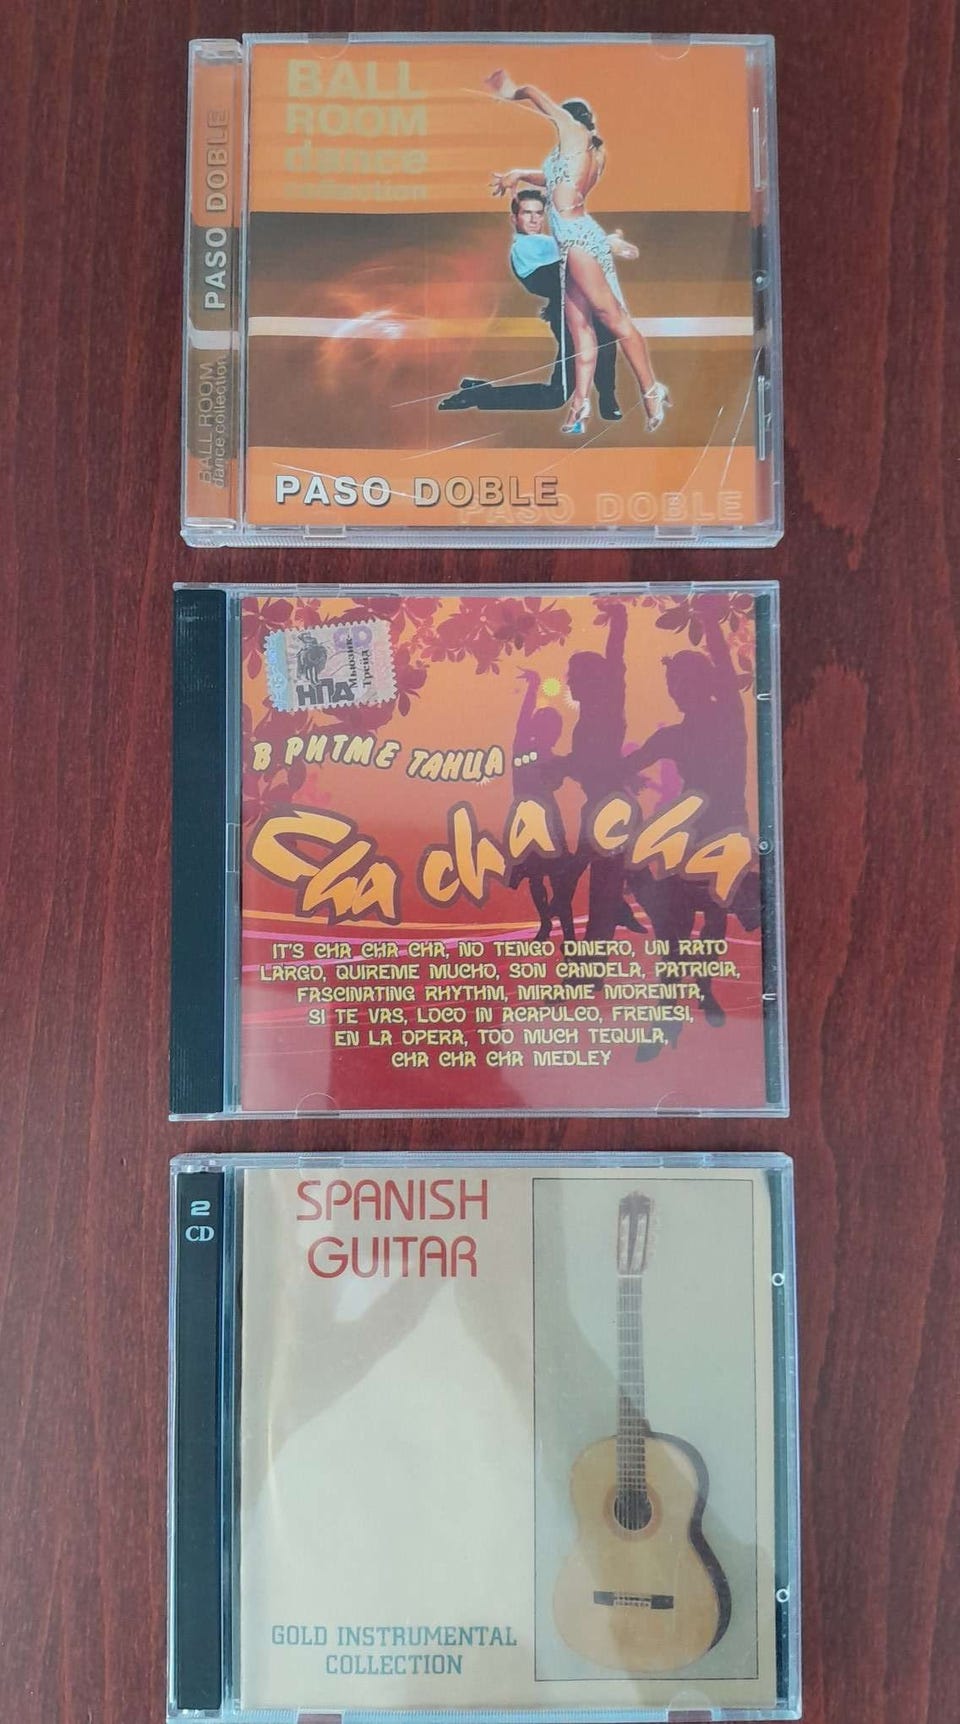 BALL
ROOM
dance
collection
PASO DOBLE
BALL ROOM
dance collection
PASO DOBLE
PASO DOBLE
НПД
Мьюзик-
Трейд
В РИТМЕ ТАНЦА...
Cha cha cha
IT'S CHA CHA CHA, NO TENGO DINERO, UN RATO
LARGO, QUIREME MUCHO, SON CANDELA, PATRICIA,
FASCINATING RHYTHM, MIRAME MORENITA,
SI TE VAS, LOCO IN ACAPULCO, FRENESI,
EN LA OPERA, TOO MUCH TEQUILA,
CHA CHA CHA MEDLEY
2
CD
SPANISH
GUITAR
GOLD INSTRUMENTAL
COLLECTION